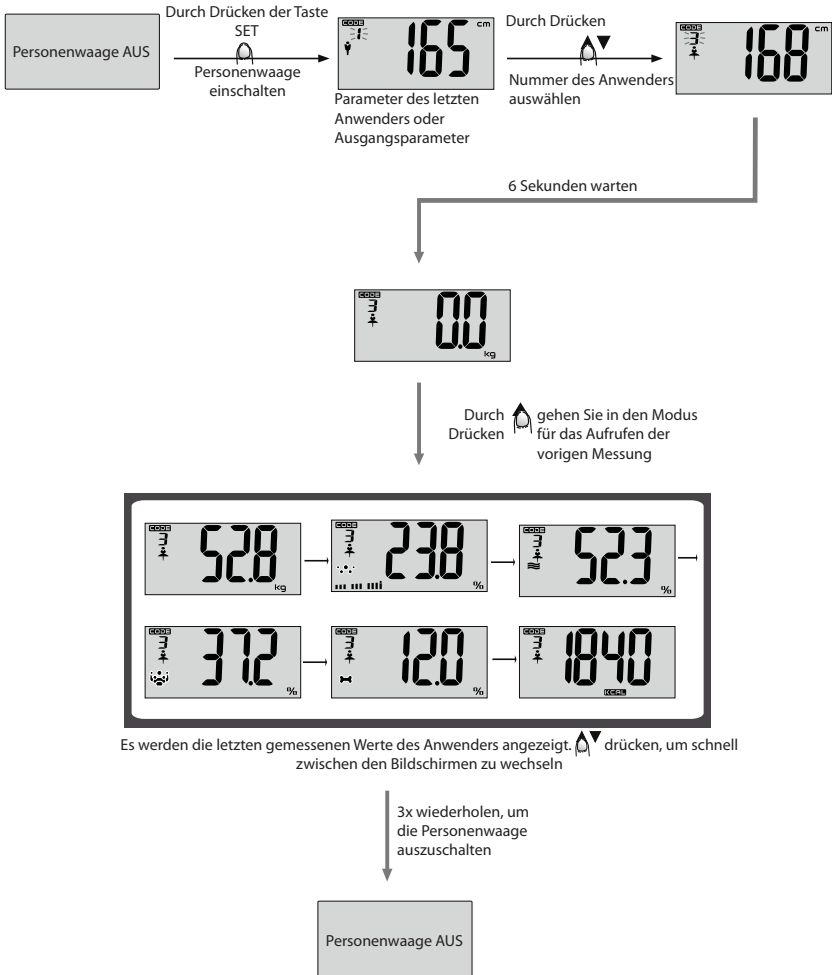 Personenwaage AUS
Durch Drücken der Taste
SET
Personenwaage
einschalten
CODE
1
165 cm
Parameter des letzten
Anwenders oder
Ausgangsparameter
Durch Drücken
Nummer des Anwenders
auswählen
CODE
3
168 cm
6 Sekunden warten
CODE
3
0.0 kg
Durch gehen Sie in den Modus
Drücken für das Aufrufen der
vorigen Messung
CODE
3
52.8 kg
CODE
3
23.8 %
CODE
3
52.3 %
CODE
3
37.2 %
CODE
3
12.0 %
CODE
3
1840
KCAL
Es werden die letzten gemessenen Werte des Anwenders angezeigt. drücken, um schnell
zwischen den Bildschirmen zu wechseln
3x wiederholen, um
die Personenwaage
auszuschalten
Personenwaage AUS